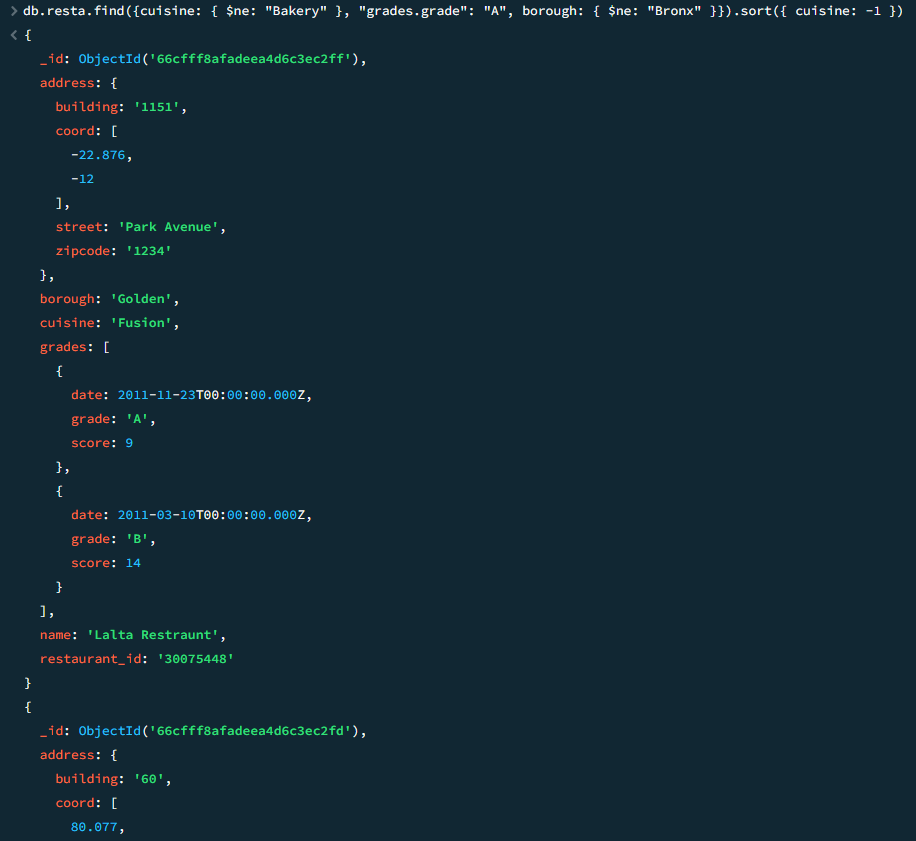 > db.resta.find({cuisine: { $ne: "Bakery" }, "grades.grade": "A", borough: { $ne: "Bronx" }}).sort({ cuisine: -1 })
< {
_id: ObjectId('66cfff8afadeea4d6c3ec2ff'),
address: {
building: '1151',
coord: [
-22.876,
-12
],
street: 'Park Avenue',
zipcode: '1234'
},
borough: 'Golden',
cuisine: 'Fusion',
grades: [
{
date: 2011-11-23T00:00:00.000Z,
grade: 'A',
score: 9
},
{
date: 2011-03-10T00:00:00.000Z,
grade: 'B',
score: 14
}
],
name: 'Lalta Restraunt',
restaurant_id: '30075448'
}
{
_id: ObjectId('66cfff8afadeea4d6c3ec2fd'),
address: {
building: '60',
coord: [
80.077,